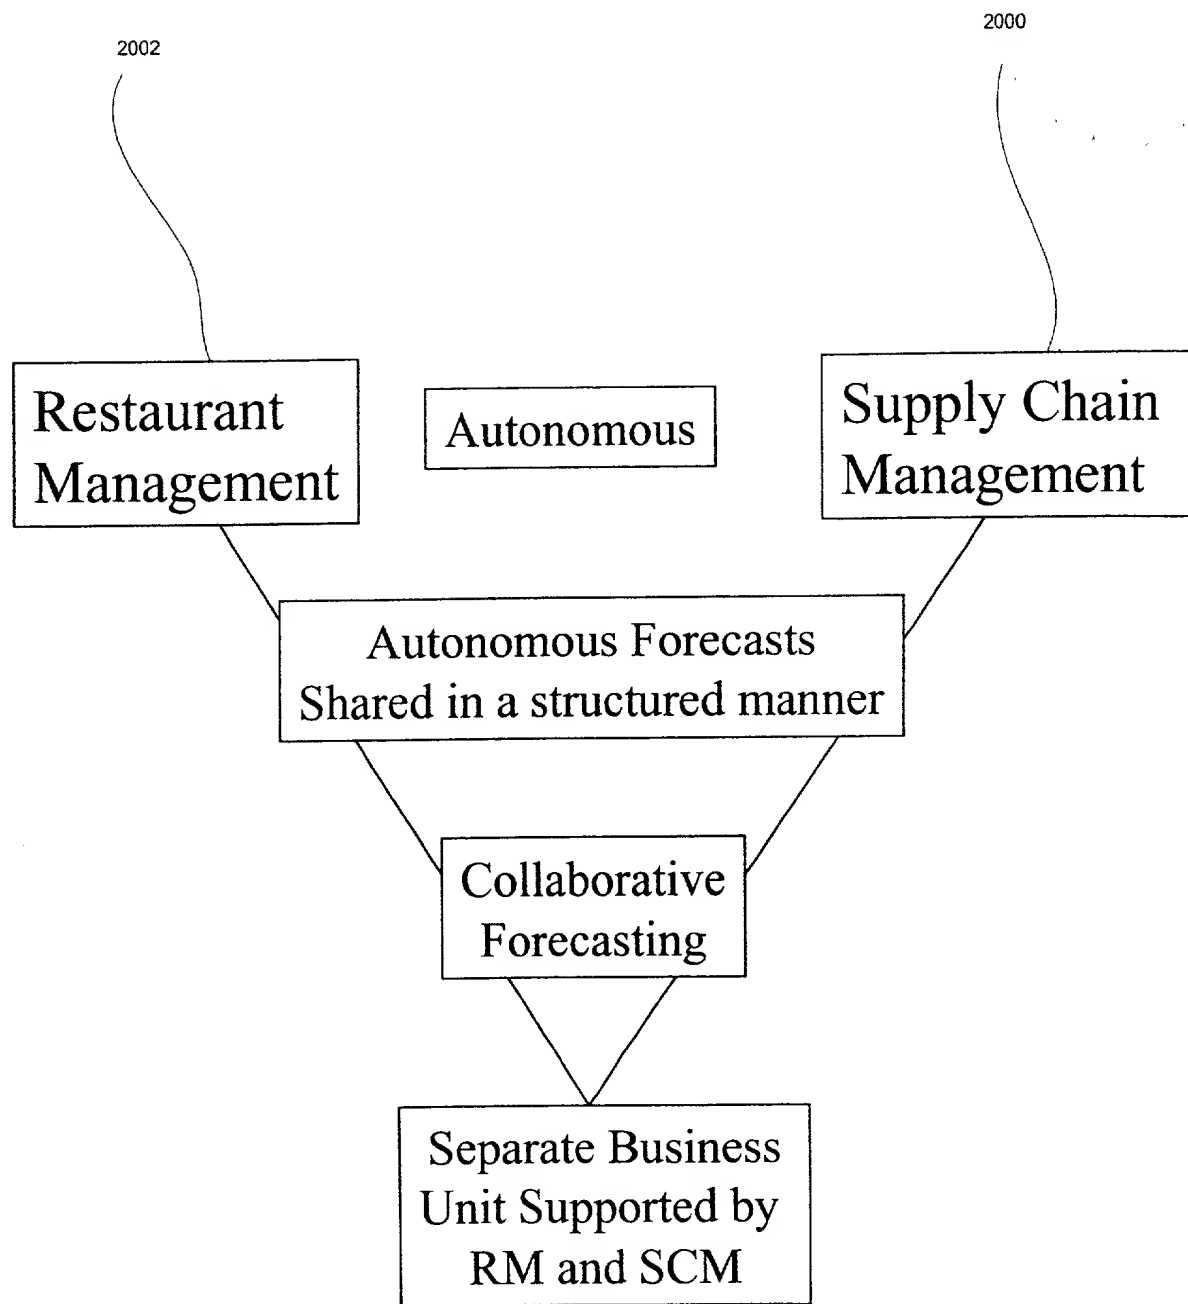 2002
2000
Restaurant
Management
Autonomous
Supply Chain
Management
Autonomous Forecasts
Shared in a structured manner
Collaborative
Forecasting
Separate Business
Unit Supported by
RM and SCM